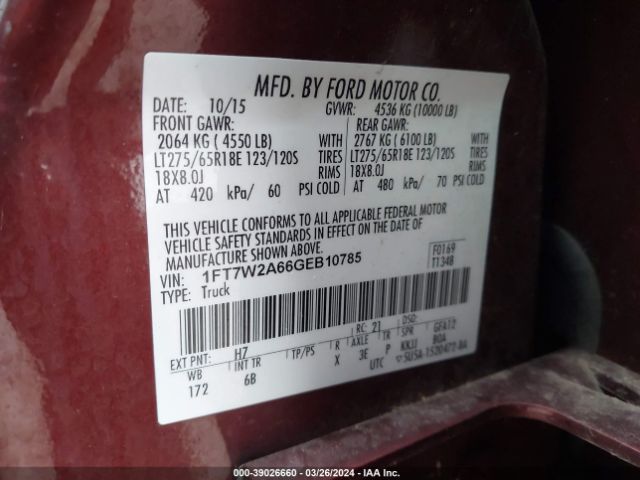 MFD. BY FORD MOTOR CO.
DATE: 10/15 GVWR: 4536 KG (10000 LB)
FRONT GAWR: REAR GAWR:
2064 KG ( 4550 LB) WITH 2767 KG ( 6100 LB) WITH
LT275/65R18E 123/120S TIRES LT275/65R18E 123/120S TIRES
18X8.0J RIMS 18X8.0J RIMS
AT 420 kPa/ 60 PSI COLD AT 480 kPa/ 70 PSI COLD
THIS VEHICLE CONFORMS TO ALL APPLICABLE FEDERAL MOTOR
VEHICLE SAFETY STANDARDS IN EFFECT ON THE DATE OF
MANUFACTURE SHOWN ABOVE.
VIN: 1FT7W2A66GEB10785 F0169
TYPE: Truck T1348
EXT PNT: H7 RC: 21 DSO:
WB INT TR TP/PS R AXLE TR SPR GFA12
172 6B X 3E P KKJJ BOA
UTC
000-39026660 - 03/26/2024 - IAA Inc.